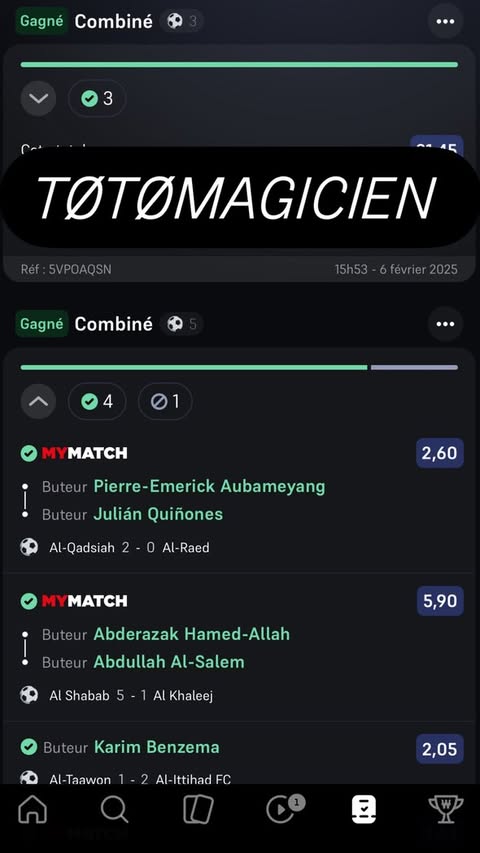 Gagné Combiné 3
3
TØTØMAGICIEN
Réf : 5VPOAQSN 15h53 - 6 février 2025
Gagné Combiné 5
4 1
MYMATCH 2,60
Buteur Pierre-Emerick Aubameyang
Buteur Julián Quiñones
Al-Qadsiah 2 - 0 Al-Raed
MYMATCH 5,90
Buteur Abderazak Hamed-Allah
Buteur Abdullah Al-Salem
Al Shabab 5 - 1 Al Khaleej
Buteur Karim Benzema 2,05
Al-Taawon 1 - 2 Al-Ittihad FC
1